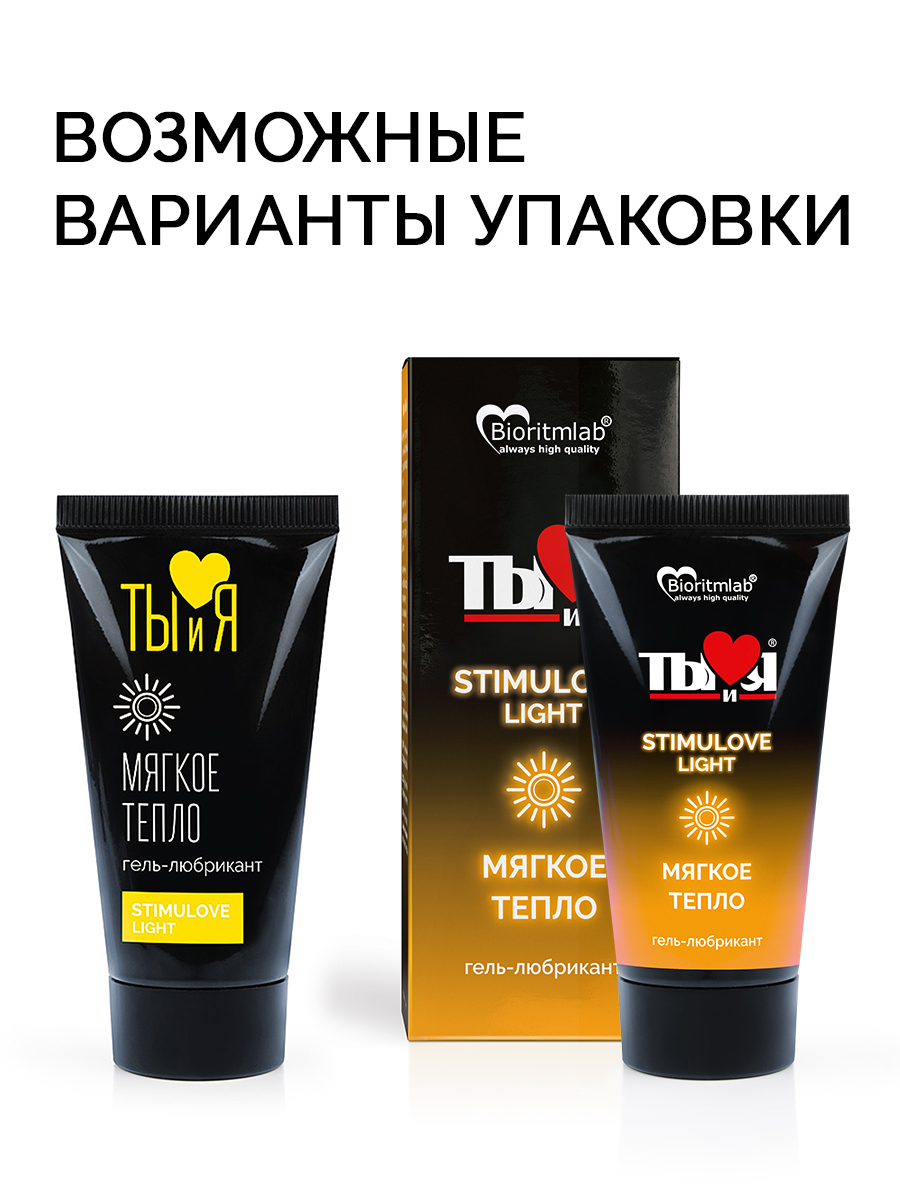 ВОЗМОЖНЫЕ
ВАРИАНТЫ УПАКОВКИ
ТЫ и Я
МЯГКОЕ
ТЕПЛО
гель-любрикант
STIMULOVE
LIGHT
Bioritmlab®
always high quality
ТЫ
и
STIMULO
LIGHT
МЯГКОЕ
ТЕПЛО
гель-любрикант
Bioritmlab®
always high quality
ТЫ и Я®
STIMULOVE
LIGHT
МЯГКОЕ
ТЕПЛО
гель-любрикант